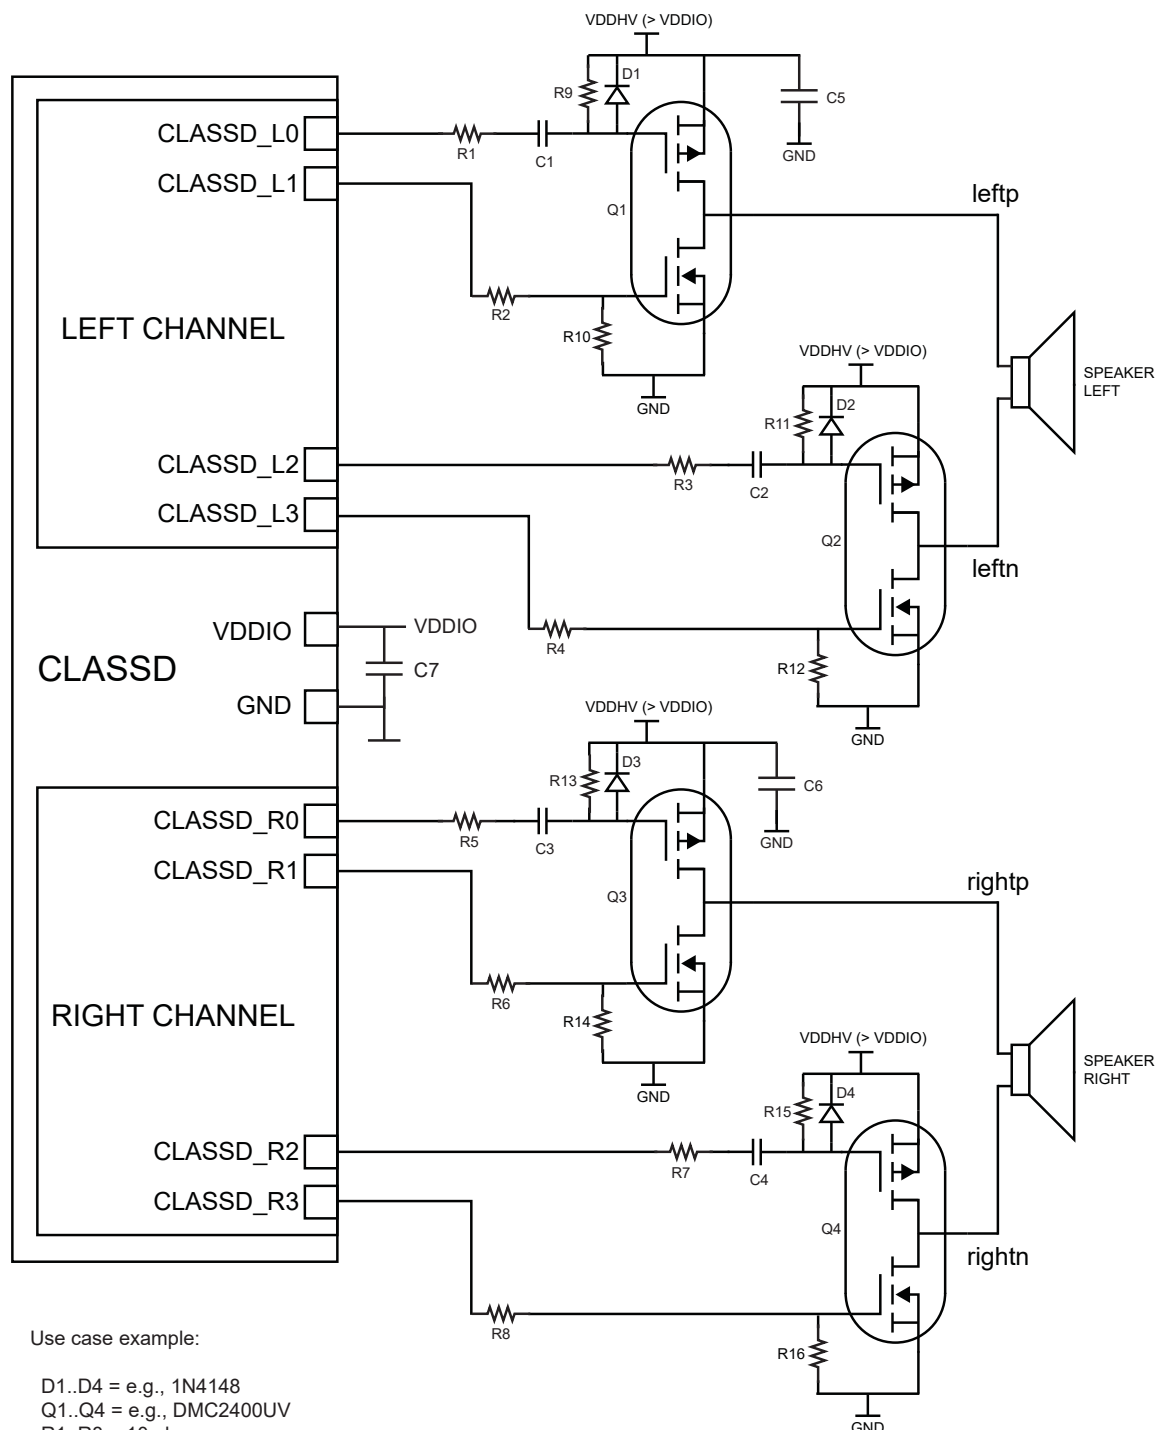 VDDHV (> VDDIO)
D1
R9
C5
CLASSD_L0
R1
C1
GND
CLASSD_L1
leftp
Q1
R2
R10
LEFT CHANNEL
VDDHV (> VDDIO)
SPEAKER
LEFT
GND
D2
R11
CLASSD_L2
R3
C2
CLASSD_L3
Q2
leftn
VDDIO
VDDIO
R4
CLASSD
C7
R12
GND
VDDHV (> VDDIO)
GND
D3
R13
C6
CLASSD_R0
R5
C3
GND
CLASSD_R1
rightp
Q3
R6
RIGHT CHANNEL
R14
VDDHV (> VDDIO)
SPEAKER
RIGHT
GND
D4
R15
CLASSD_R2
R7
C4
CLASSD_R3
Q4
rightn
R8
Use case example:
R16
D1..D4 = e.g., 1N4148
Q1..Q4 = e.g., DMC2400UV
GND